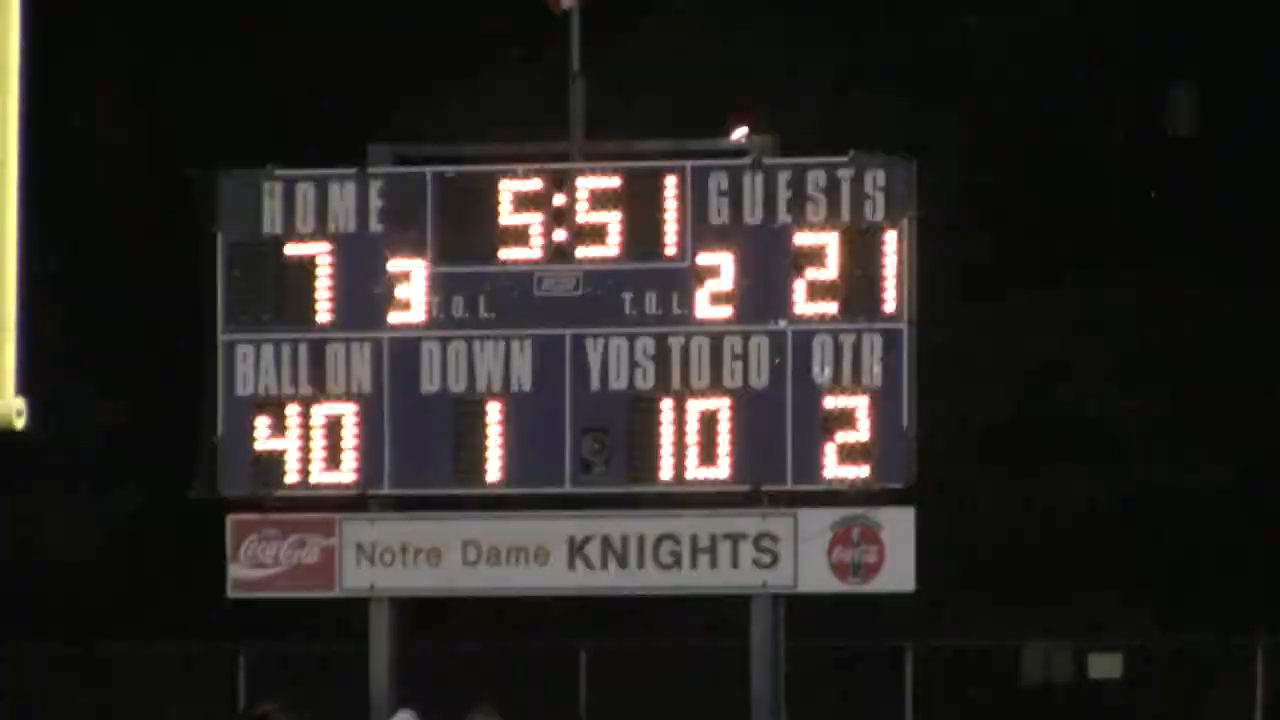 HOME 5:51 GUESTS
7 3 T.O.L. T.O.L. 2 21
BALL ON DOWN YDS TO GO QTR
40 1 10 2
Coca-Cola Notre Dame KNIGHTS Coca-Cola